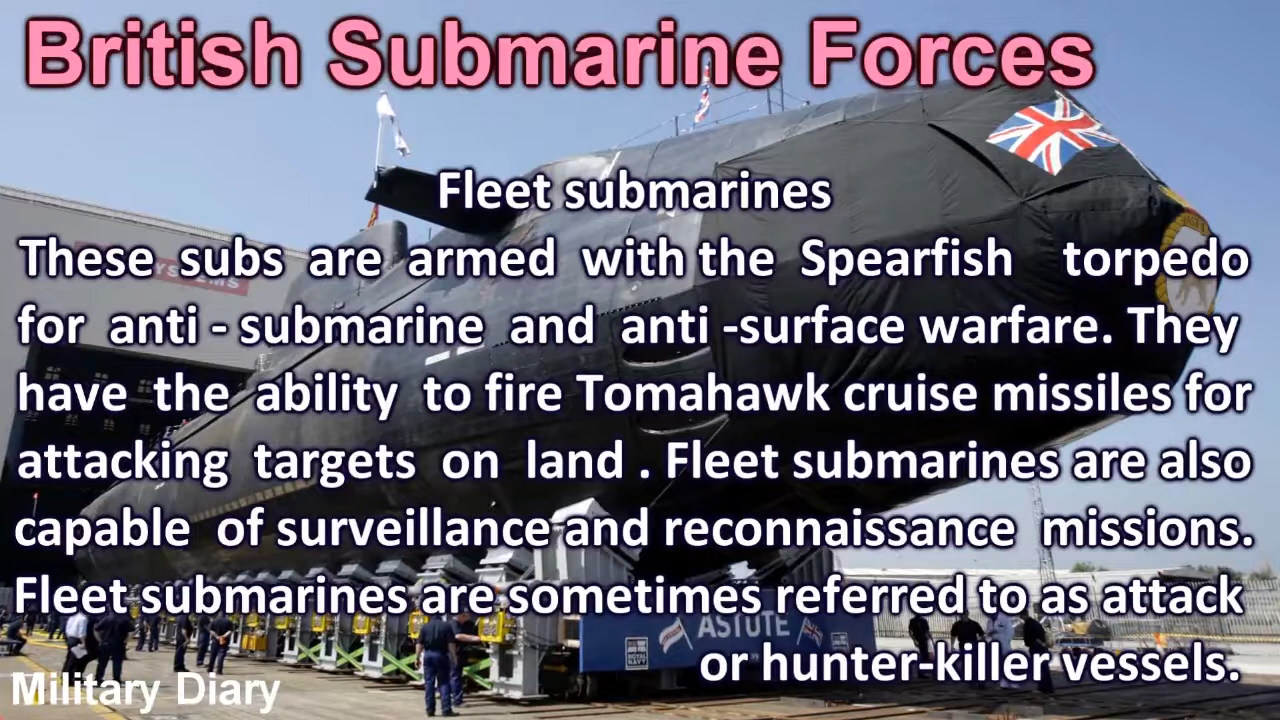 British Submarine Forces
Fleet submarines
These subs are armed with the Spearfish torpedo
for anti - submarine and anti -surface warfare. They
have the ability to fire Tomahawk cruise missiles for
attacking targets on land . Fleet submarines are also
capable of surveillance and reconnaissance missions.
Fleet submarines are sometimes referred to as attack
ASTUTE
ROYAL NAVY
or hunter-killer vessels.
Military Diary